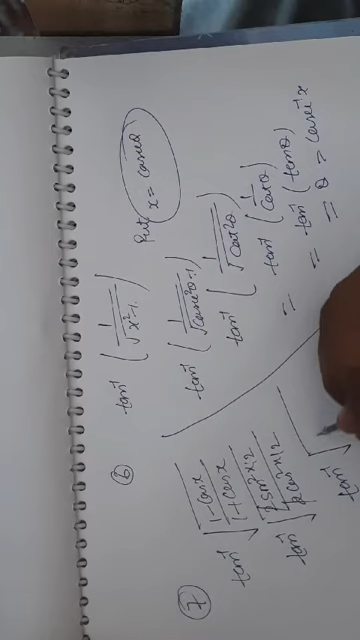 ⑥ tan⁻¹ ( 1/√(x²-1) ) Put x = cosecθ
tan⁻¹ ( 1/√(cosec²θ-1) )
tan⁻¹ ( 1/√(cot²θ) )
= tan⁻¹ ( 1/cotθ )
= tan⁻¹ ( tanθ )
= θ = cosec⁻¹x
⑦ tan⁻¹ √( 1-cosx / 1+cosx )
tan⁻¹ √( 2sin²x/2 / 2cos²x/2 )
tan⁻¹ √